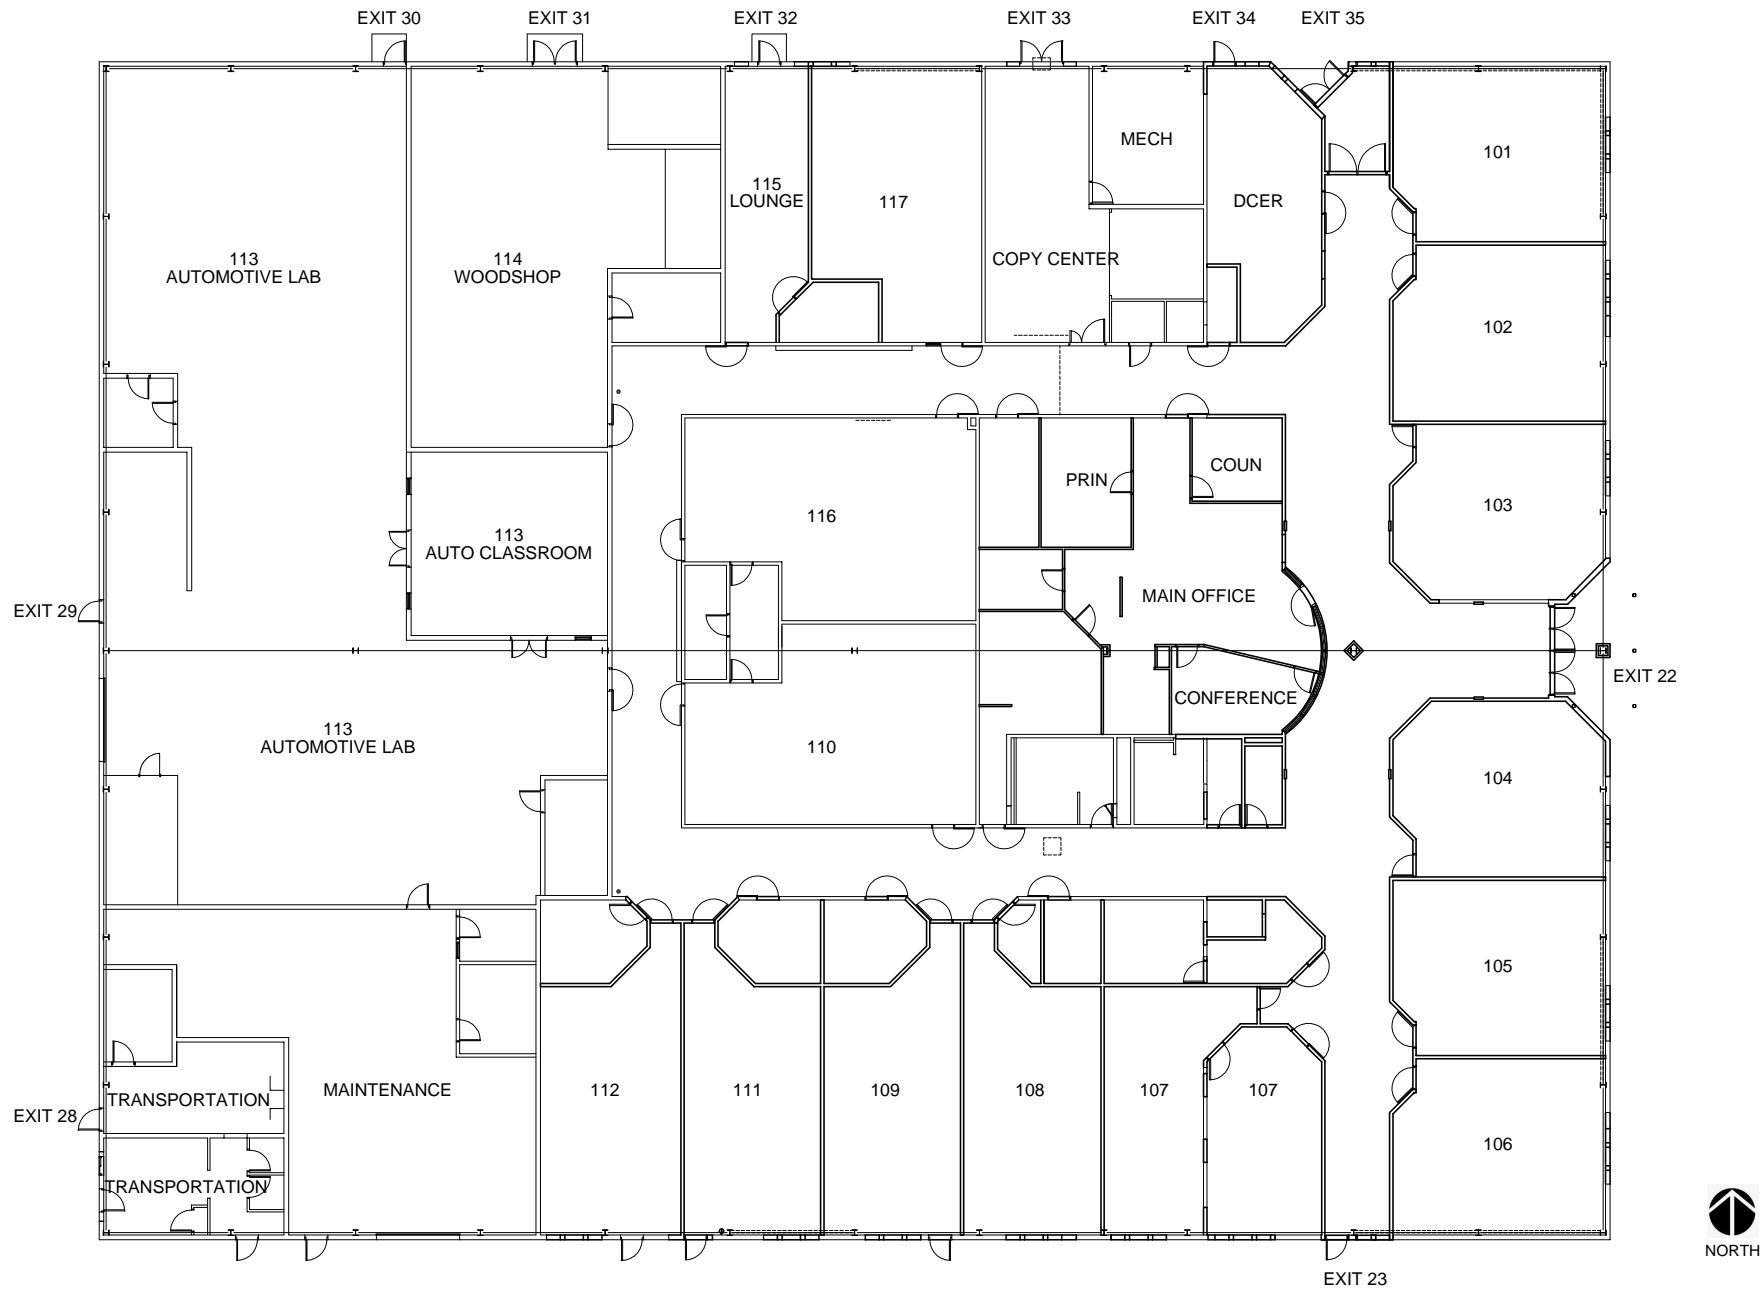 EXIT 30
EXIT 31
EXIT 32
EXIT 33
EXIT 34
EXIT 35
MECH
101
115
LOUNGE
117
DCER
113
AUTOMOTIVE LAB
114
WOODSHOP
COPY CENTER
102
COUN
PRIN
103
116
113
AUTO CLASSROOM
MAIN OFFICE
EXIT 29
EXIT 22
CONFERENCE
113
AUTOMOTIVE LAB
110
104
105
TRANSPORTATION
MAINTENANCE
112
111
109
108
107
107
EXIT 28
106
TRANSPORTATION
NORTH
EXIT 23